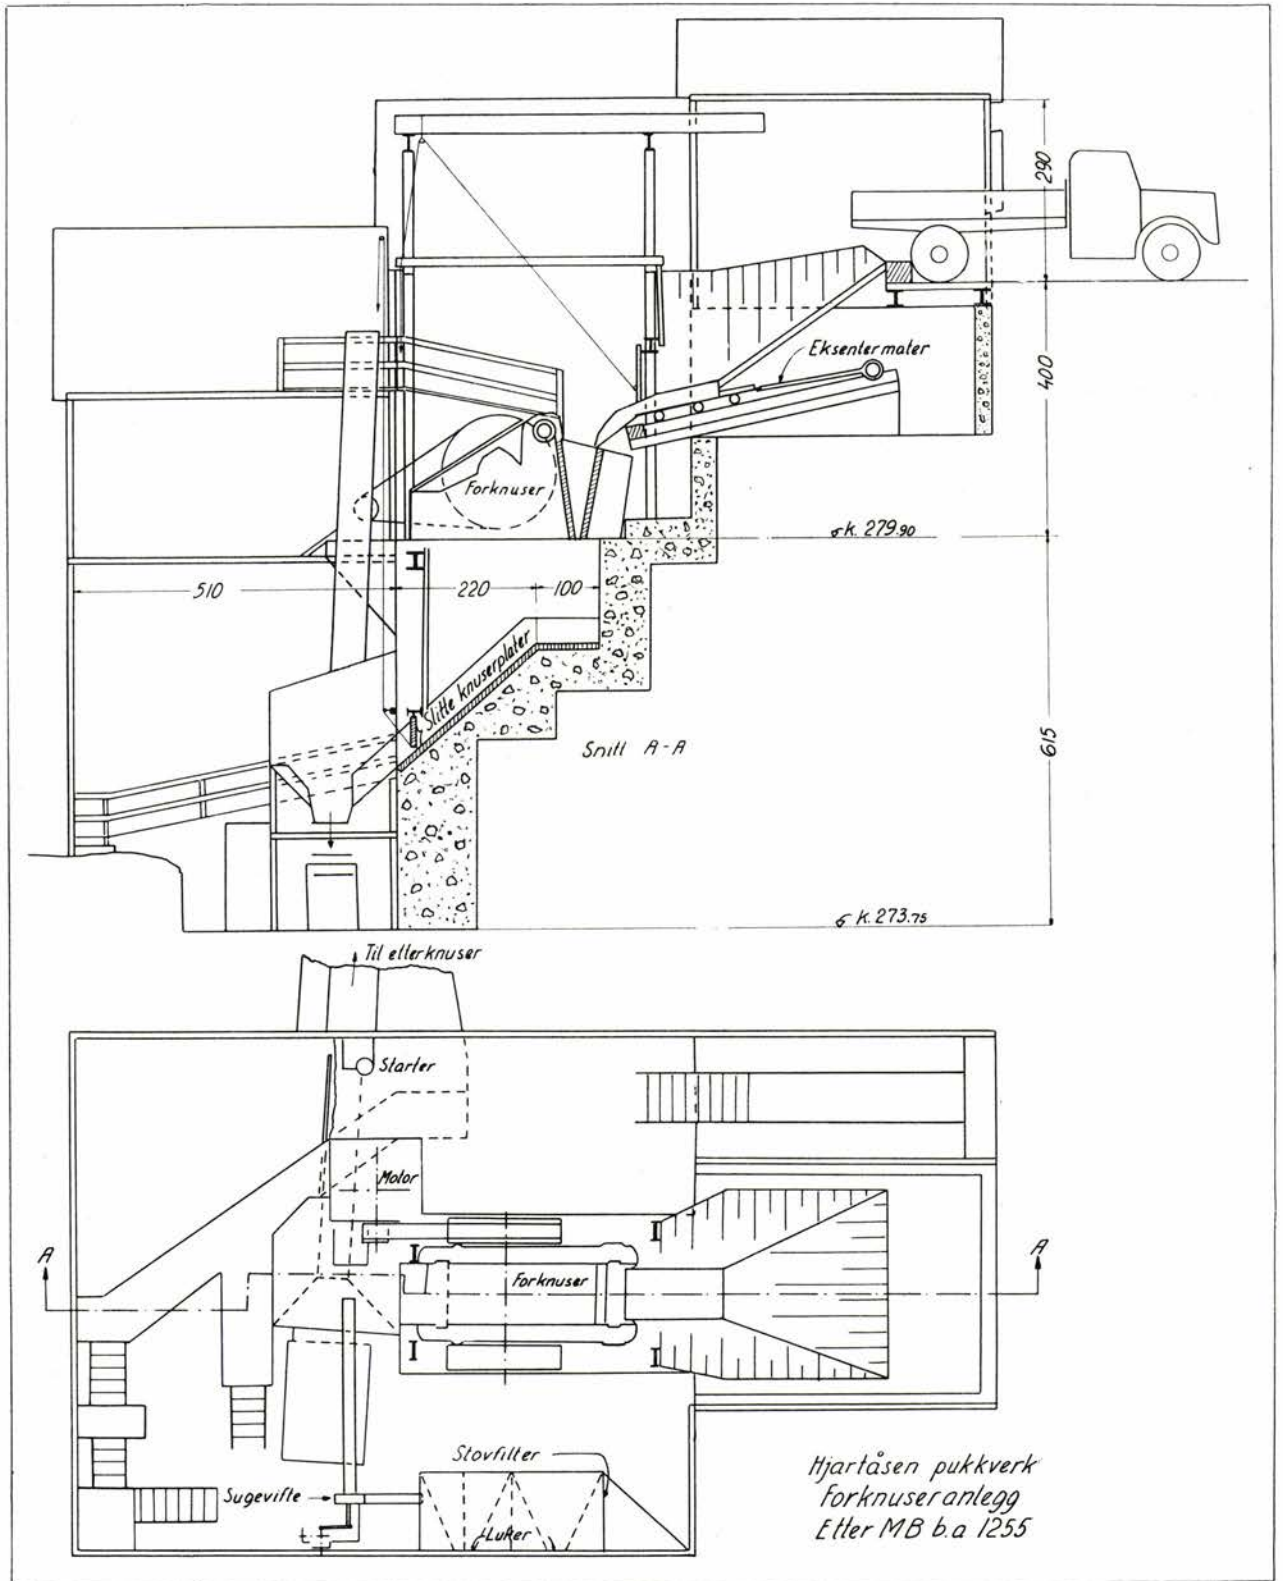 290
Eksentermater
400
Forknuser
k. 279.90
510
220
100
Slitte knuserplater
Snitt A-A
615
k. 273.75
Til etterknuser
Starter
Motor
A
A
Forknuser
Støvfilter
Sugevifte
Luker
Hjartåsen pukkverk
Forknuseranlegg
Etter MB b.a 1255